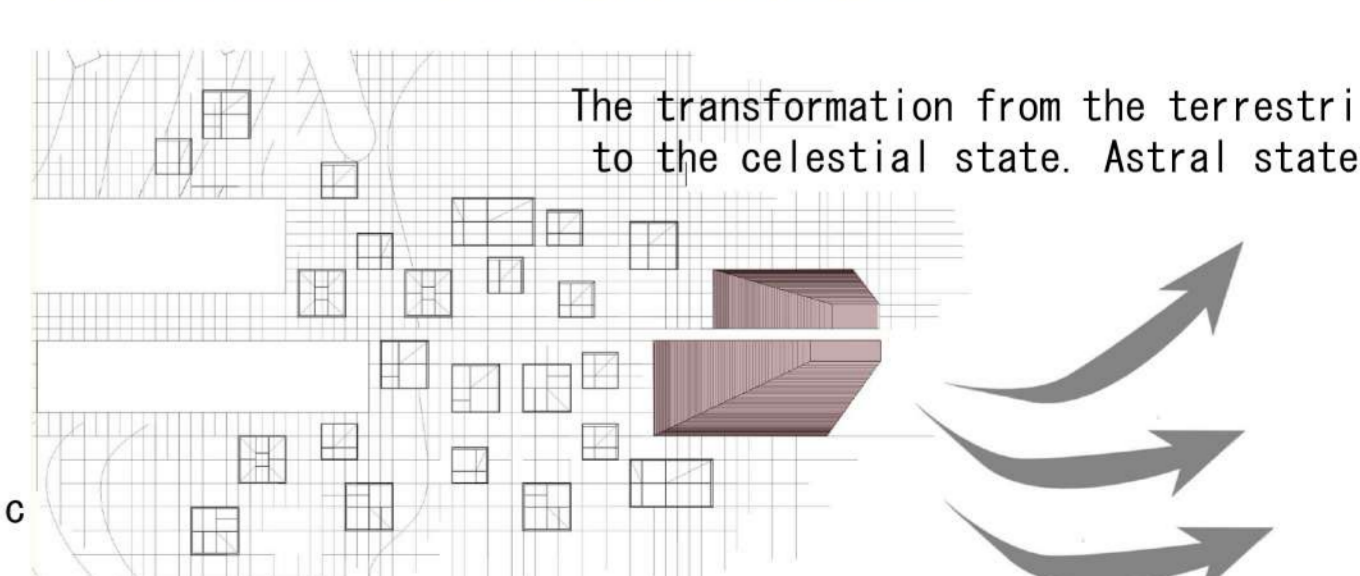 The transformation from the terrestri
to the celestial state. Astral state
c